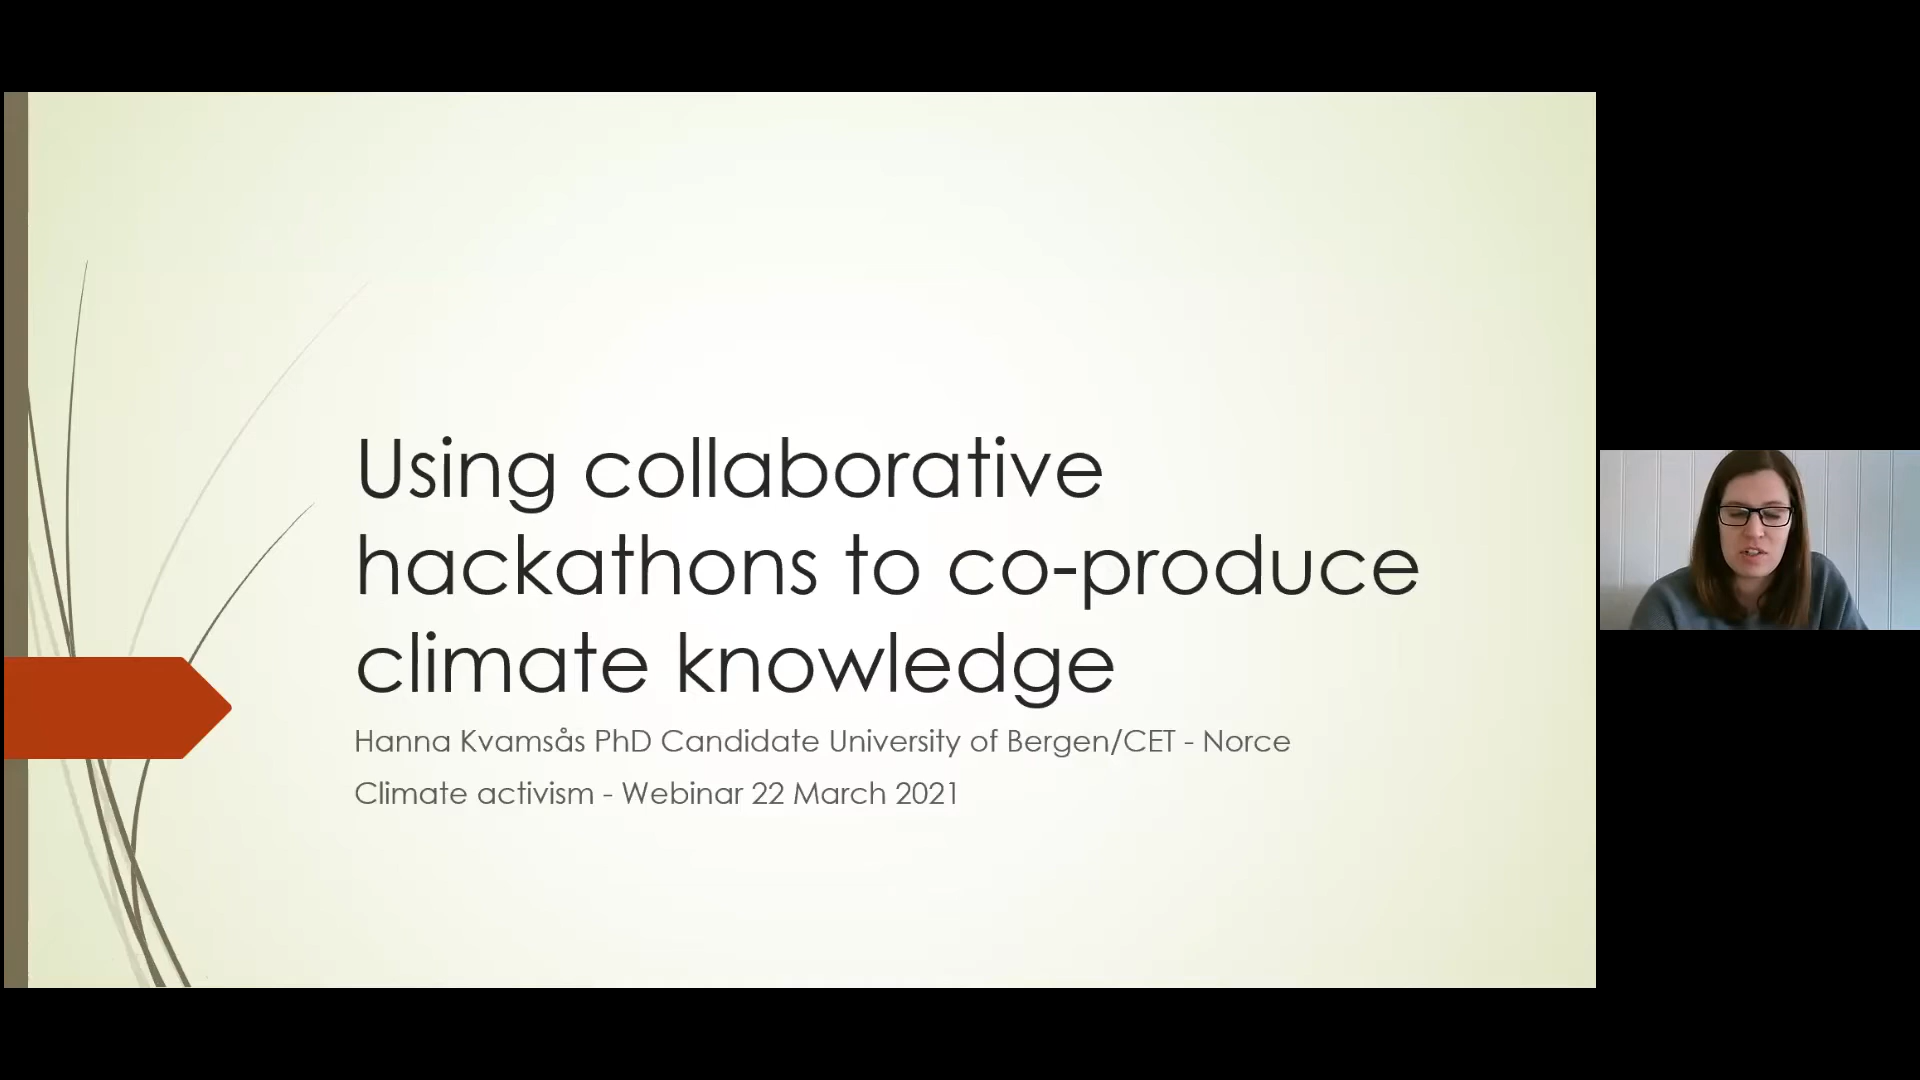 Using collaborative
hackathons to co-produce
climate knowledge
Hanna Kvamsås PhD Candidate University of Bergen/CET - Norce
Climate activism - Webinar 22 March 2021